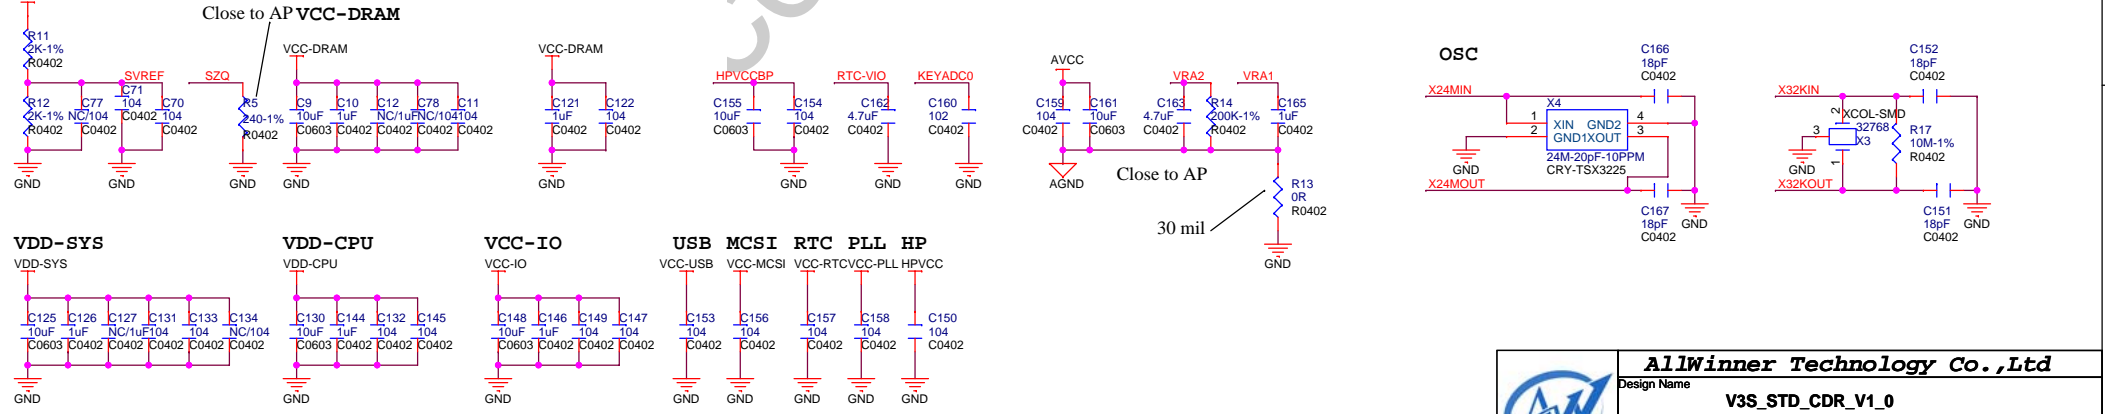 Close to AP
VCC-DRAM
R11
2K-1%
R0402
SVREF
SZQ
R12
2K-1%
R0402
C77
NC/104
C0402
C71
104
C0402
C70
104
C0402
R5
240-1%
R0402
GND
GND
GND
VCC-DRAM
C9
10uF
C0603
C10
1uF
C0402
C12
NC/1uF
C0402
C78
NC/104
C0402
C11
104
C0402
GND
VCC-DRAM
C121
1uF
C0402
C122
104
C0402
GND
HPVCCBP
C155
10uF
C0603
C154
104
C0402
GND
RTC-VIO
C162
4.7uF
C0402
GND
KEYADC0
C160
102
C0402
GND
AVCC
C159
104
C0402
C161
10uF
C0603
AGND
VRA2
C163
4.7uF
C0402
R14
200K-1%
R0402
VRA1
C165
1uF
C0402
Close to AP
R13
0R
R0402
30 mil
GND
OSC
X24MIN
C166
18pF
C0402
X4
1
2
XIN GND2
GND1XOUT
4
3
24M-20pF-10PPM
CRY-TSX3225
GND
X24MOUT
C167
18pF
C0402
GND
X32KIN
C152
18pF
C0402
2
XCOL-SMD
32768
X3
3
1
R17
10M-1%
R0402
GND
X32KOUT
C151
18pF
C0402
GND
VDD-SYS
VDD-SYS
C125
10uF
C0603
C126
1uF
C0402
C127
NC/1uF
C0402
C131
104
C0402
C133
104
C0402
C134
NC/104
C0402
GND
VDD-CPU
VDD-CPU
C130
10uF
C0603
C144
1uF
C0402
C132
104
C0402
C145
104
C0402
GND
VCC-IO
VCC-IO
C148
10uF
C0603
C146
1uF
C0402
C149
104
C0402
C147
104
C0402
GND
USB MCSI RTC PLL HP
VCC-USB
VCC-MCSI
VCC-RTC
VCC-PLL
HPVCC
C153
104
C0402
C156
104
C0402
C157
104
C0402
C158
104
C0402
C150
104
C0402
GND
GND
GND
GND
GND
AllWinner Technology Co.,Ltd
Design Name
V3S_STD_CDR_V1_0